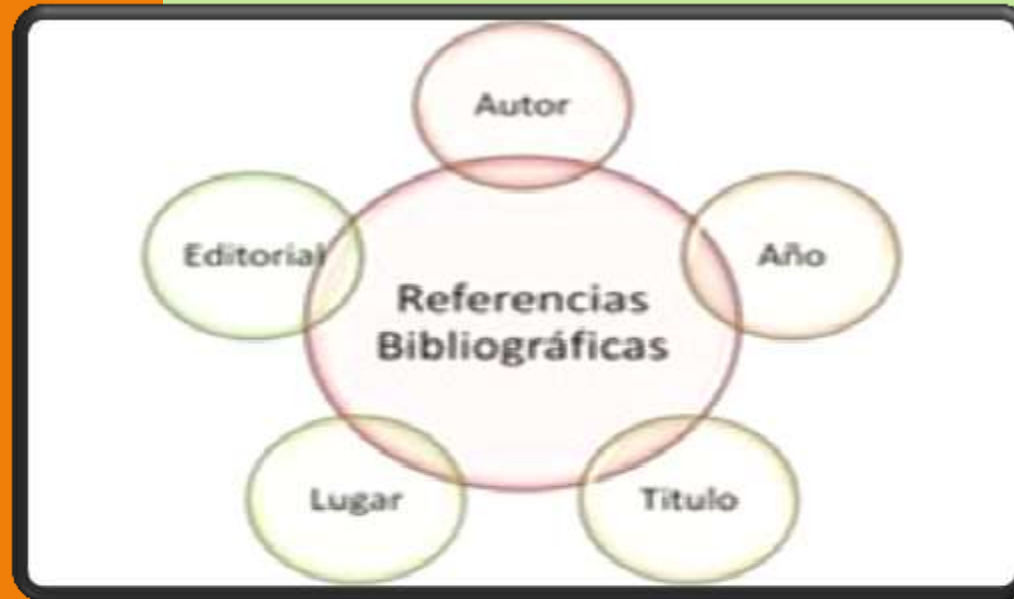 Autor
Editorial
Año
Referencias
Bibliográficas
Lugar
Titulo